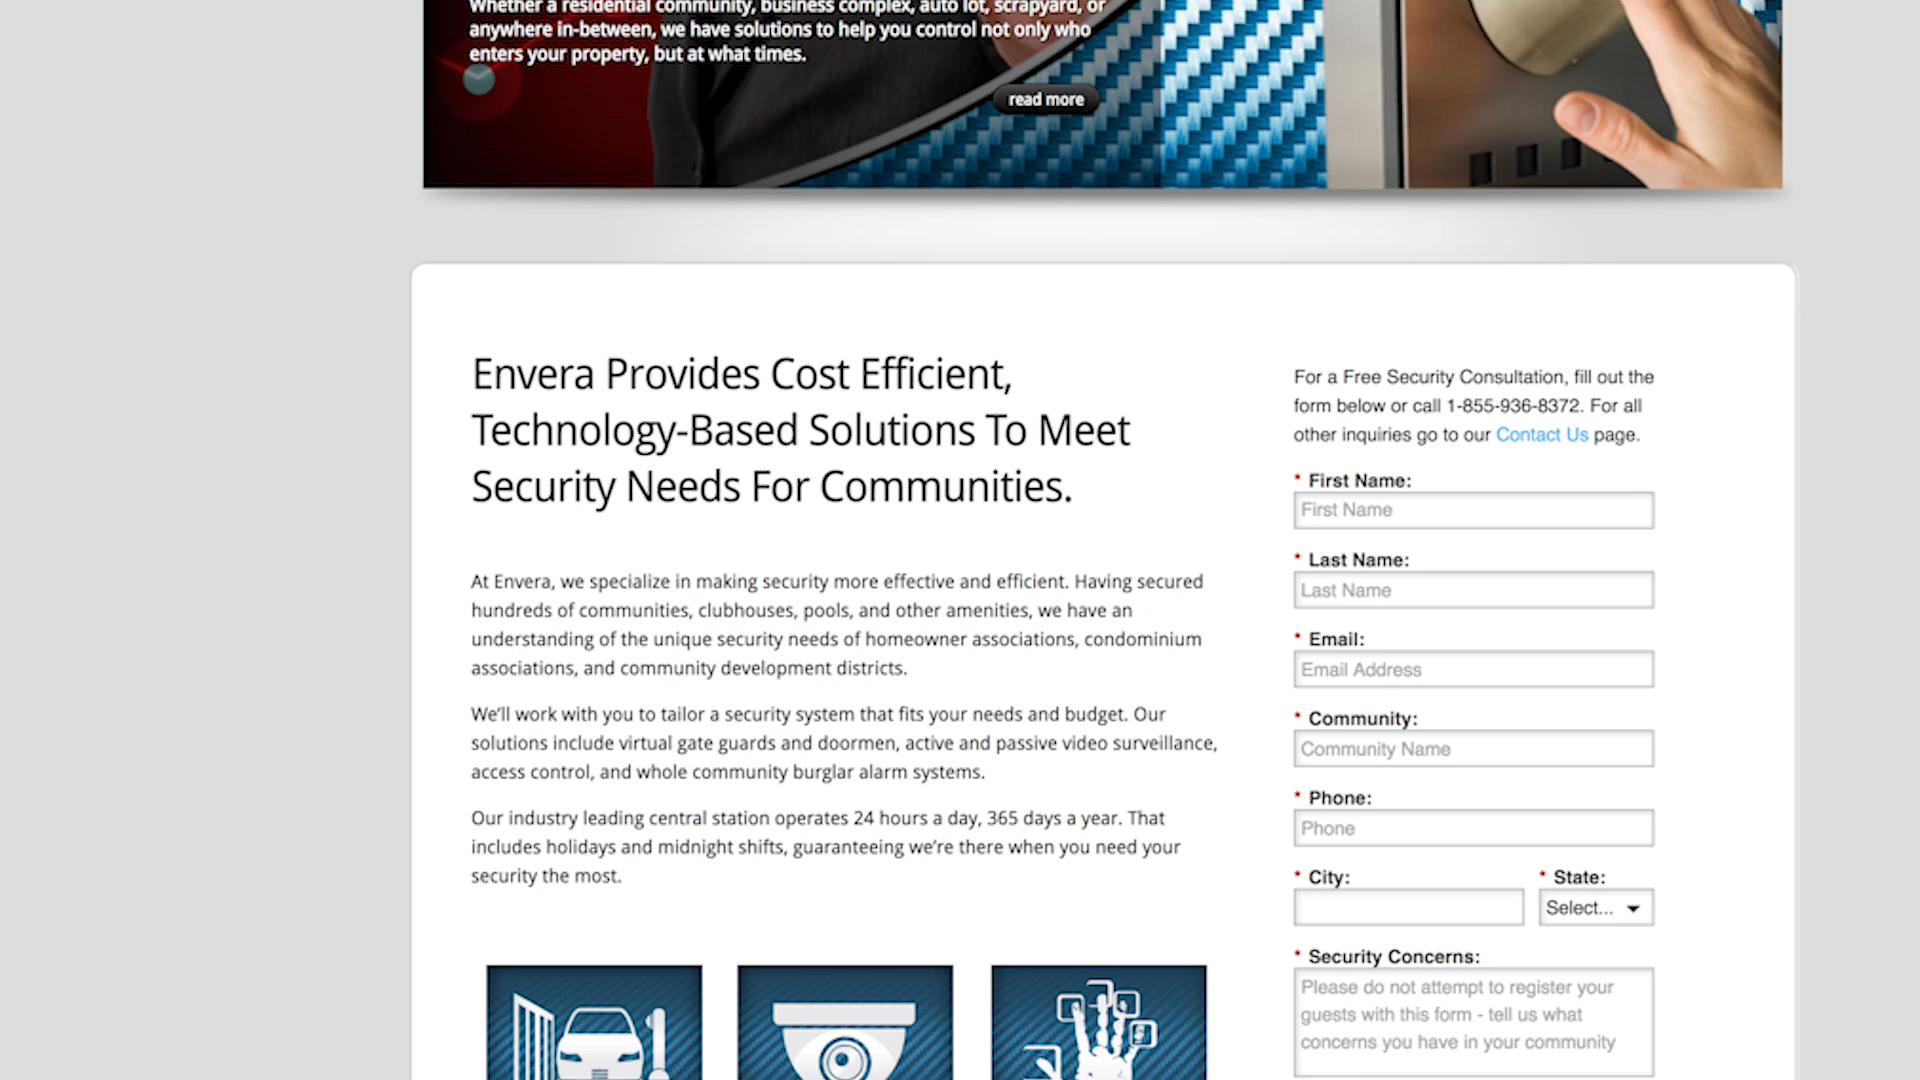 Whether a residential community, business complex, auto lot, scrapyard, or
anywhere in-between, we have solutions to help you control not only who
enters your property, but at what times.
read more
Envera Provides Cost Efficient,
Technology-Based Solutions To Meet
Security Needs For Communities.
At Envera, we specialize in making security more effective and efficient. Having secured
hundreds of communities, clubhouses, pools, and other amenities, we have an
understanding of the unique security needs of homeowner associations, condominium
associations, and community development districts.
We'll work with you to tailor a security system that fits your needs and budget. Our
solutions include virtual gate guards and doormen, active and passive video surveillance,
access control, and whole community burglar alarm systems.
Our industry leading central station operates 24 hours a day, 365 days a year. That
includes holidays and midnight shifts, guaranteeing we're there when you need your
security the most.
For a Free Security Consultation, fill out the
form below or call 1-855-936-8372. For all
other inquiries go to our Contact Us page.
* First Name:
First Name
* Last Name:
Last Name
* Email:
Email Address
* Community:
Community Name
* Phone:
Phone
* City:
* State:
Select...
* Security Concerns:
Please do not attempt to register your
guests with this form - tell us what
concerns you have in your community